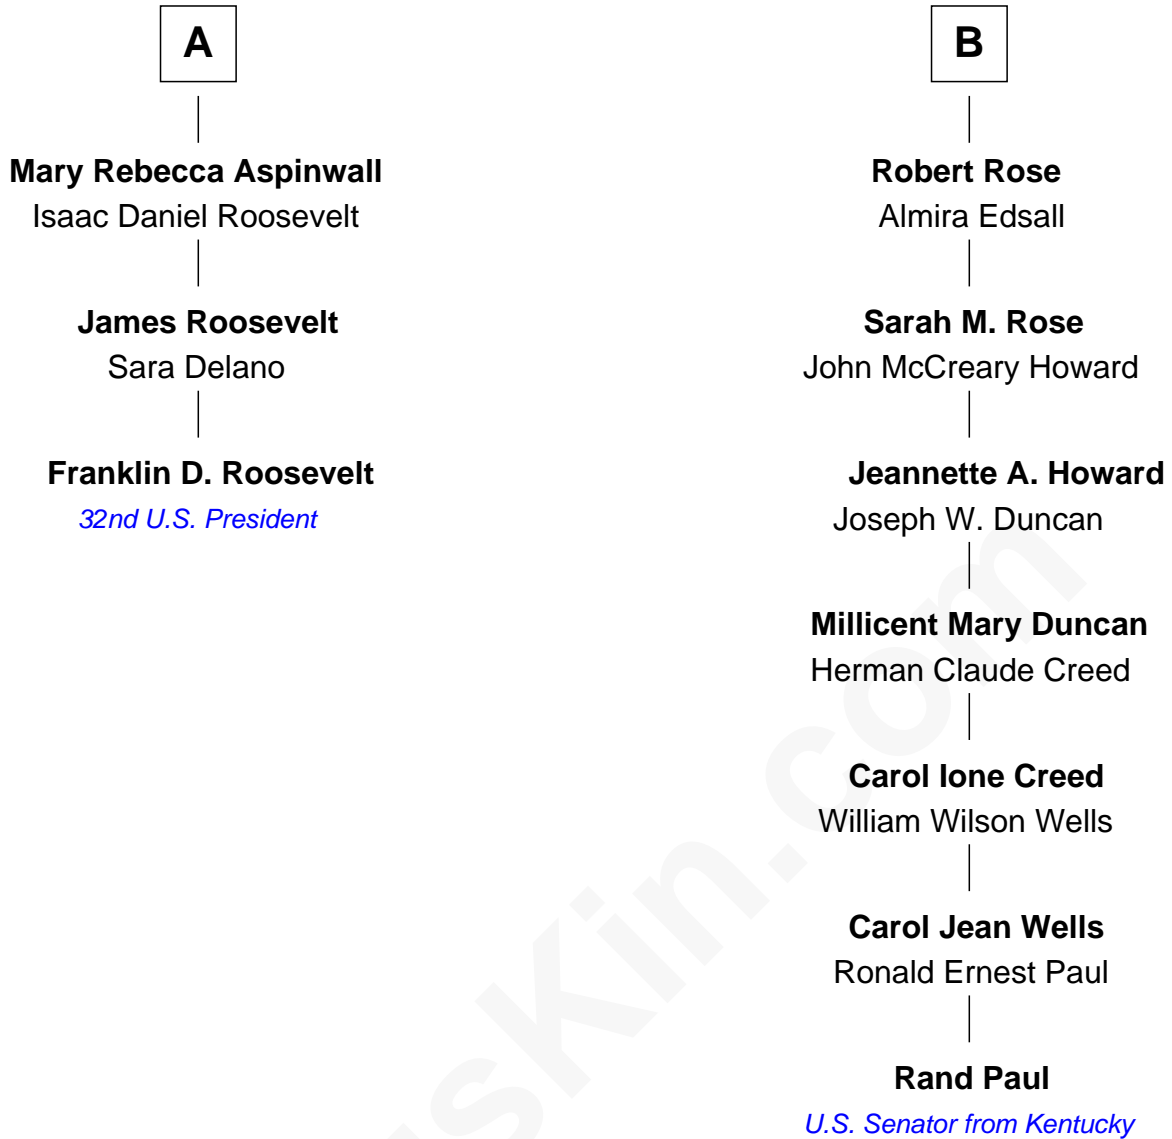 A
Mary Rebecca Aspinwall
Isaac Daniel Roosevelt
James Roosevelt
Sara Delano
Franklin D. Roosevelt
32nd U.S. President
B
Robert Rose
Almira Edsall
Sarah M. Rose
John McCreary Howard
Jeannette A. Howard
Joseph W. Duncan
Millicent Mary Duncan
Herman Claude Creed
Carol Ione Creed
William Wilson Wells
Carol Jean Wells
Ronald Ernest Paul
Rand Paul
U.S. Senator from Kentucky
sKin.com